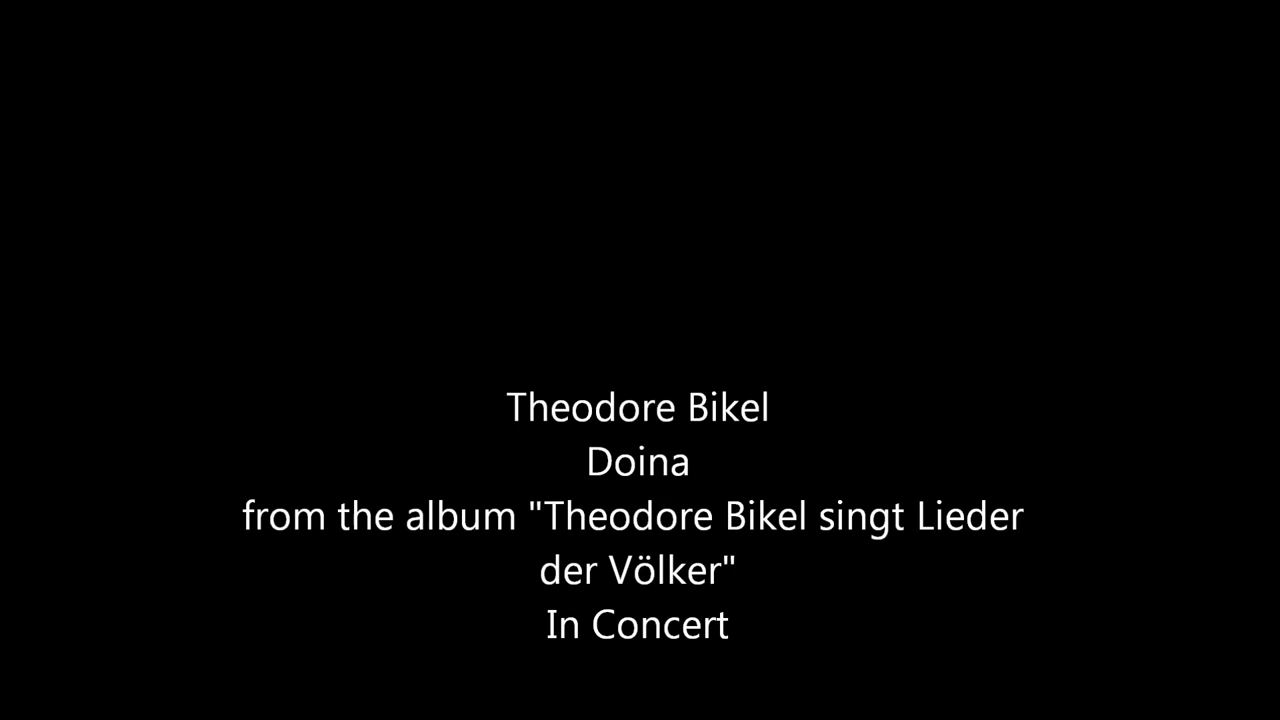 Theodore Bikel
Doina
from the album "Theodore Bikel singt Lieder
der Völker"
In Concert